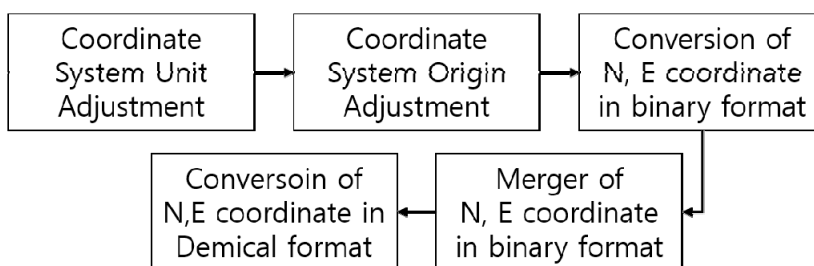 Coordinate
System Unit
Adjustment
Coordinate
System Origin
Adjustment
Conversion of
N, E coordinate
in binary format
Merger of
N, E coordinate
in binary format
Conversoin of
N,E coordinate in
Demical format